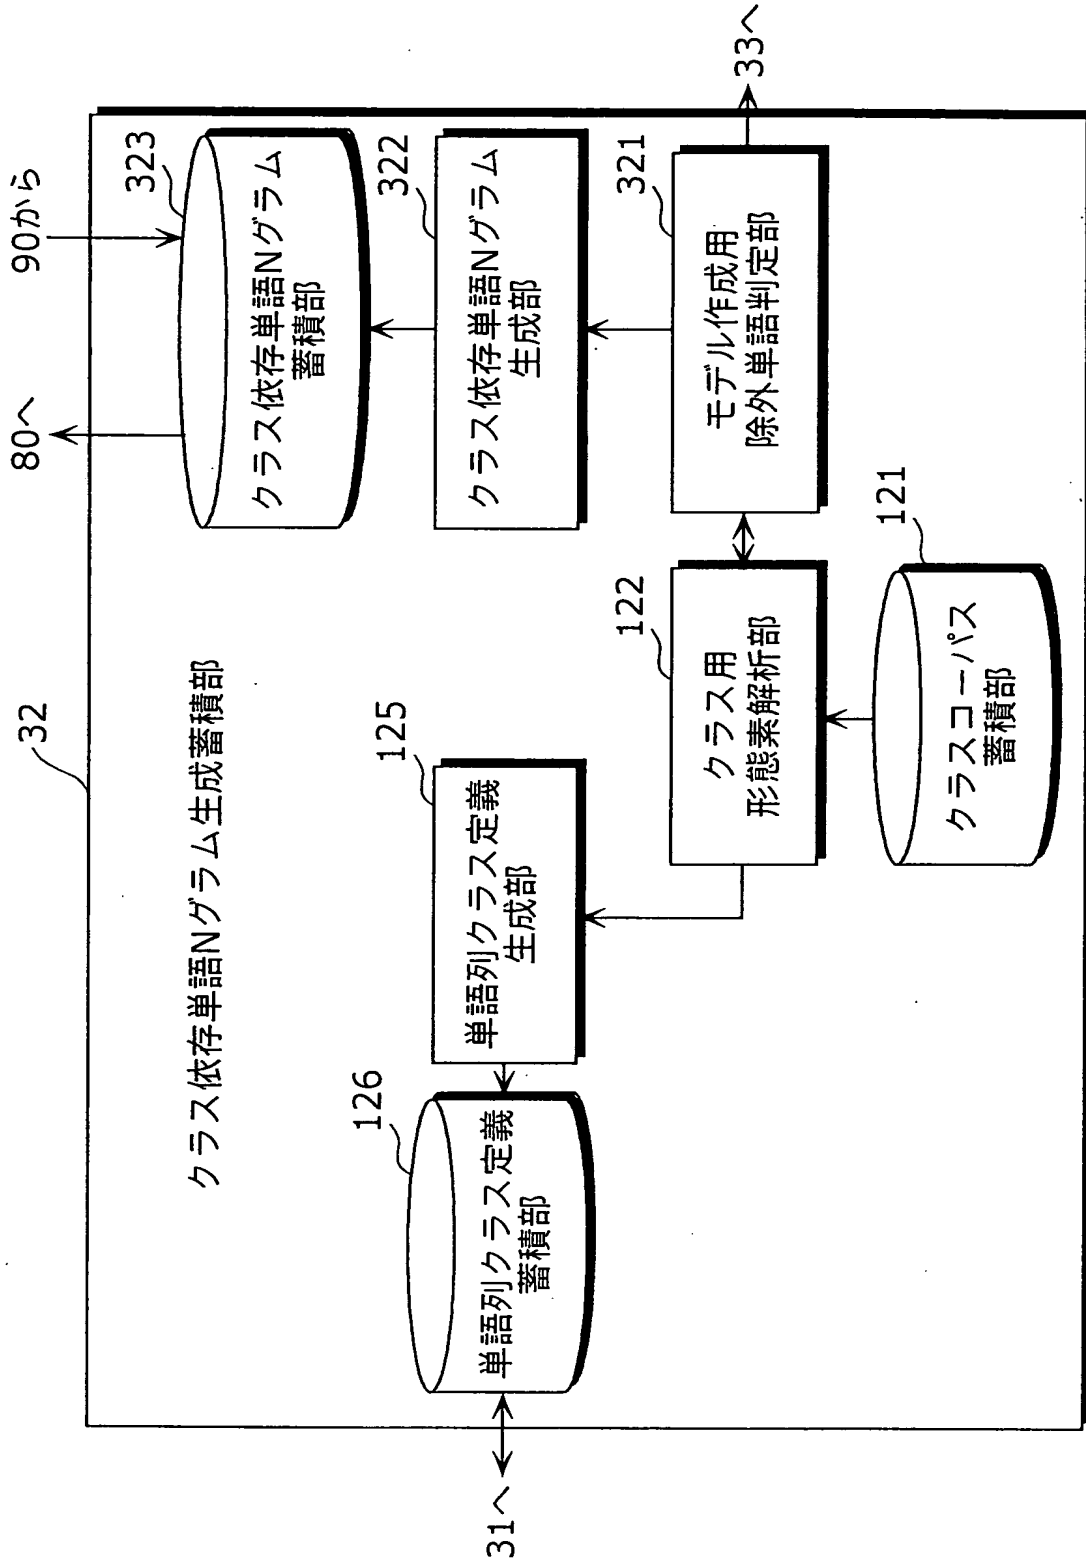 32
クラス依存単語Nグラム生成蓄積部
80へ
90から
323
クラス依存単語Nグラム
蓄積部
126
単語列クラス定義
蓄積部
31へ
125
単語列クラス定義
生成部
322
クラス依存単語Nグラム
生成部
122
クラス用
形態素解析部
321
モデル作成用
除外単語判定部
33へ
121
クラスコーパス
蓄積部